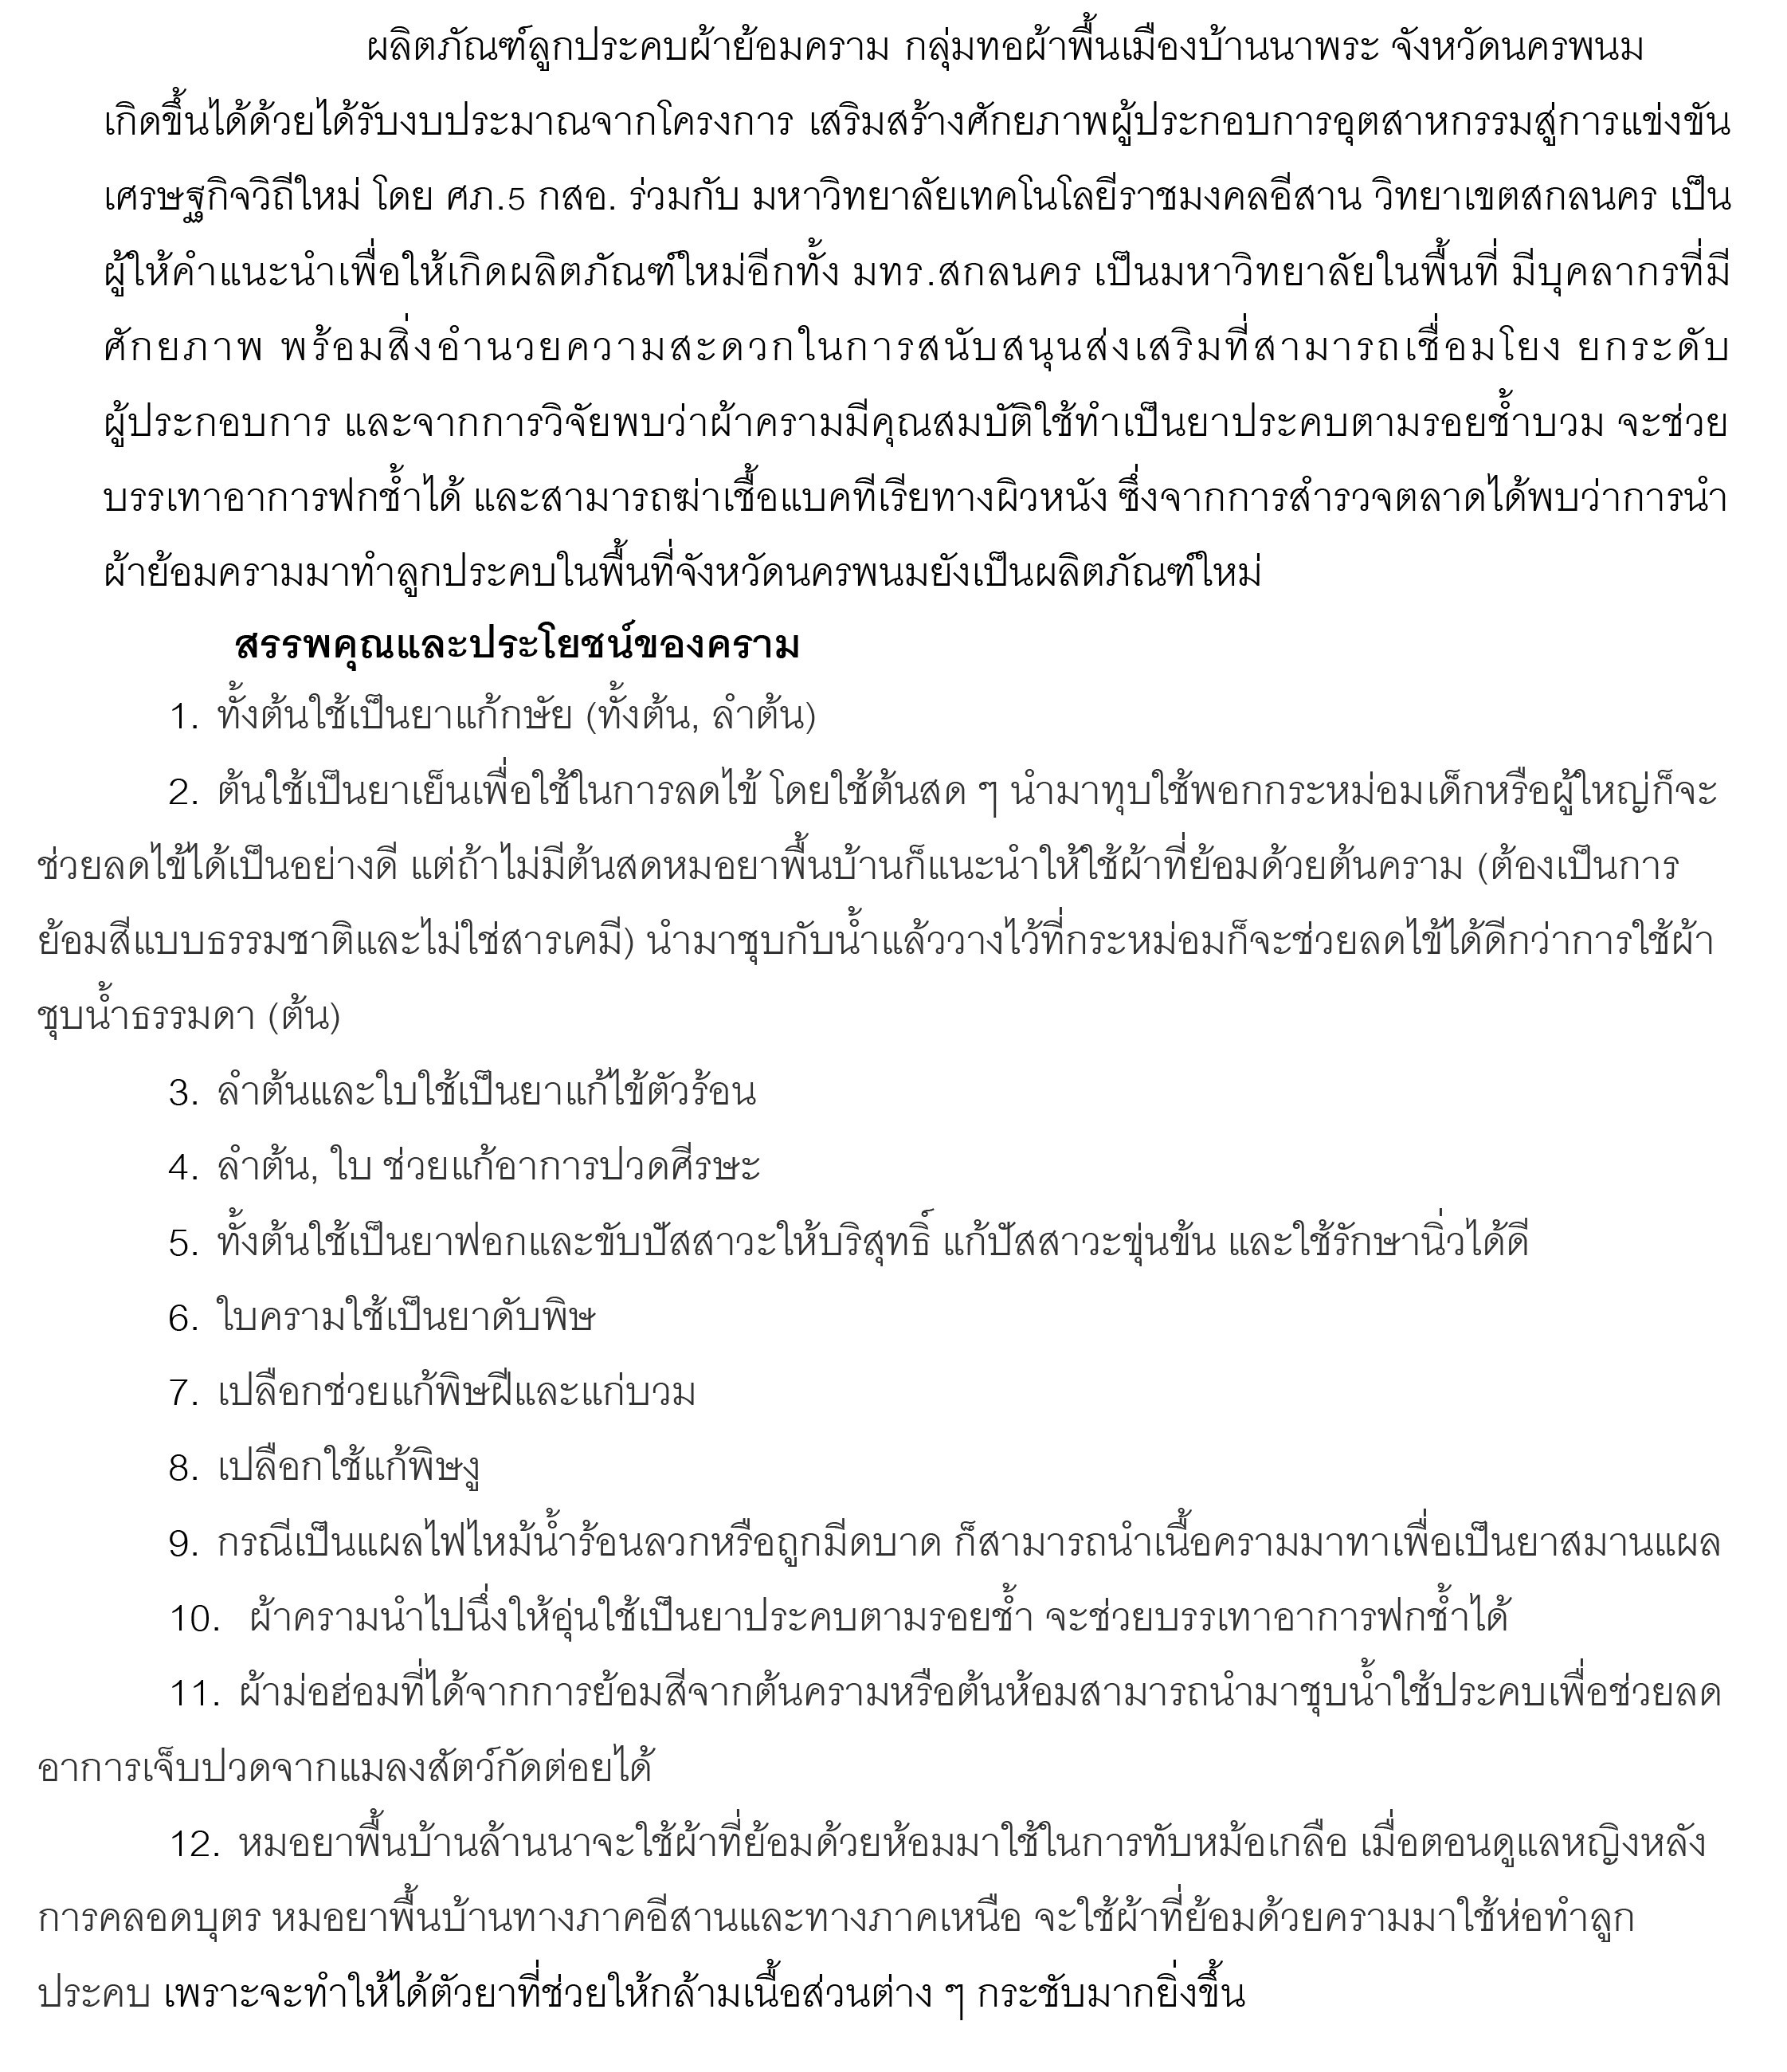 ผลิตภัณฑ์ลูกประคบผ้าย้อมคราม กลุ่มทอผ้าพื้นเมืองบ้านนาพระ จังหวัดนครพนม
เกิดขึ้นได้ด้วยได้รับงบประมาณจากโครงการ เสริมสร้างศักยภาพผู้ประกอบการอุตสาหกรรมสู่การแข่งขัน
เศรษฐกิจวิถีใหม่ โดย ศภ.5 กสอ. ร่วมกับ มหาวิทยาลัยเทคโนโลยีราชมงคลอีสาน วิทยาเขตสกลนคร เป็น
ผู้ให้คำแนะนำเพื่อให้เกิดผลิตภัณฑ์ใหม่อีกทั้ง มทร.สกลนคร เป็นมหาวิทยาลัยในพื้นที่ มีบุคลากรที่มี
ศักยภาพ พร้อมสิ่งอำนวยความสะดวกในการสนับสนุนส่งเสริมที่สามารถเชื่อมโยง ยกระดับ
ผู้ประกอบการ และจากการวิจัยพบว่าผ้าครามมีคุณสมบัติใช้ทำเป็นยาประคบตามรอยช้ำบวม จะช่วย
บรรเทาอาการฟกช้ำได้ และสามารถฆ่าเชื้อแบคทีเรียทางผิวหนัง ซึ่งจากการสำรวจตลาดได้พบว่าการนำ
ผ้าย้อมครามมาทำลูกประคบในพื้นที่จังหวัดนครพนมยังเป็นผลิตภัณฑ์ใหม่
สรรพคุณและประโยชน์ของคราม
1. ทั้งต้นใช้เป็นยาแก้กษัย (ทั้งต้น, ลำต้น)
2. ต้นใช้เป็นยาเย็นเพื่อใช้ในการลดไข้ โดยใช้ต้นสด ๆ นำมาทุบใช้พอกกระหม่อมเด็กหรือผู้ใหญ่ก็จะ
ช่วยลดไข้ได้เป็นอย่างดี แต่ถ้าไม่มีต้นสดหมอยาพื้นบ้านก็แนะนำให้ใช้ผ้าที่ย้อมด้วยต้นคราม (ต้องเป็นการ
ย้อมสีแบบธรรมชาติและไม่ใช่สารเคมี) นำมาชุบกับน้ำแล้ววางไว้ที่กระหม่อมก็จะช่วยลดไข้ได้ดีกว่าการใช้ผ้า
ชุบน้ำธรรมดา (ต้น)
3. ลำต้นและใบใช้เป็นยาแก้ไข้ตัวร้อน
4. ลำต้น, ใบ ช่วยแก้อาการปวดศีรษะ
5. ทั้งต้นใช้เป็นยาฟอกและขับปัสสาวะให้บริสุทธิ์ แก้ปัสสาวะขุ่นข้น และใช้รักษานิ่วได้ดี
6. ใบครามใช้เป็นยาดับพิษ
7. เปลือกช่วยแก้พิษฝีและแก่บวม
8. เปลือกใช้แก้พิษงู
9. กรณีเป็นแผลไฟไหม้น้ำร้อนลวกหรือถูกมีดบาด ก็สามารถนำเนื้อครามมาทาเพื่อเป็นยาสมานแผล
10. ผ้าครามนำไปนึ่งให้อุ่นใช้เป็นยาประคบตามรอยช้ำ จะช่วยบรรเทาอาการฟกช้ำได้
11. ผ้าม่อฮ่อมที่ได้จากการย้อมสีจากต้นครามหรือต้นห้อมสามารถนำมาชุบน้ำใช้ประคบเพื่อช่วยลด
อาการเจ็บปวดจากแมลงสัตว์กัดต่อยได้
12. หมอยาพื้นบ้านล้านนาจะใช้ผ้าที่ย้อมด้วยห้อมมาใช้ในการทับหม้อเกลือ เมื่อตอนดูแลหญิงหลัง
การคลอดบุตร หมอยาพื้นบ้านทางภาคอีสานและทางภาคเหนือ จะใช้ผ้าที่ย้อมด้วยครามมาใช้ห่อทำลูก
ประคบ เพราะจะทำให้ได้ตัวยาที่ช่วยให้กล้ามเนื้อส่วนต่าง ๆ กระชับมากยิ่งขึ้น